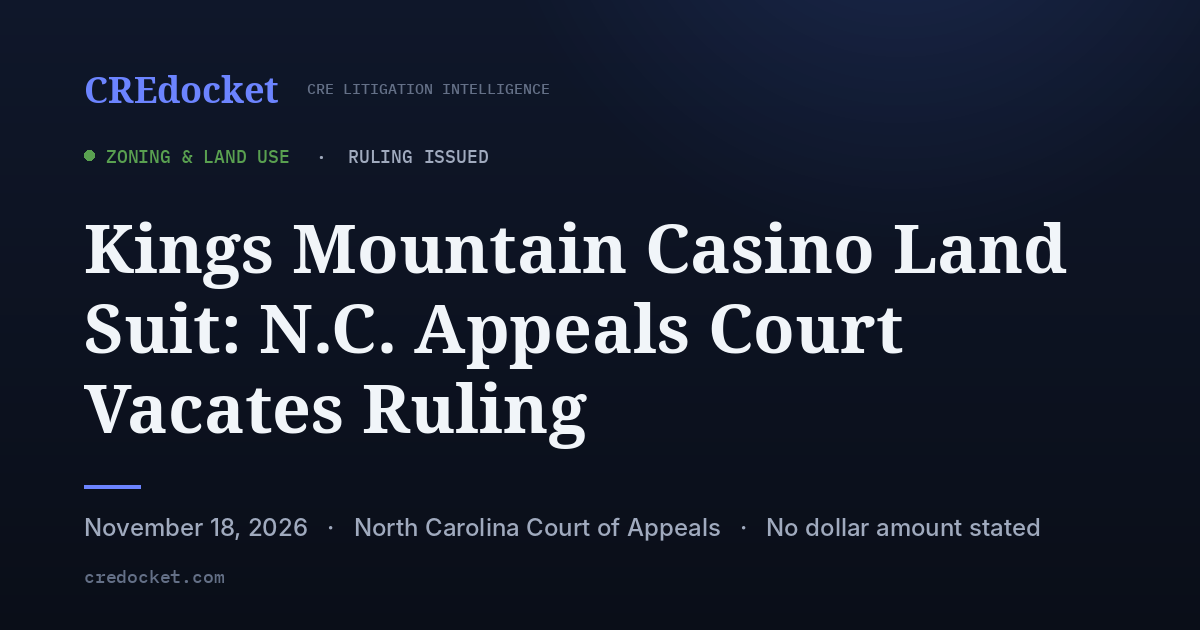 CREdocket CRE LITIGATION INTELLIGENCE
ZONING & LAND USE · RULING ISSUED
Kings Mountain Casino Land
Suit: N.C. Appeals Court
Vacates Ruling
November 18, 2026 · North Carolina Court of Appeals · No dollar amount stated
credocket.com